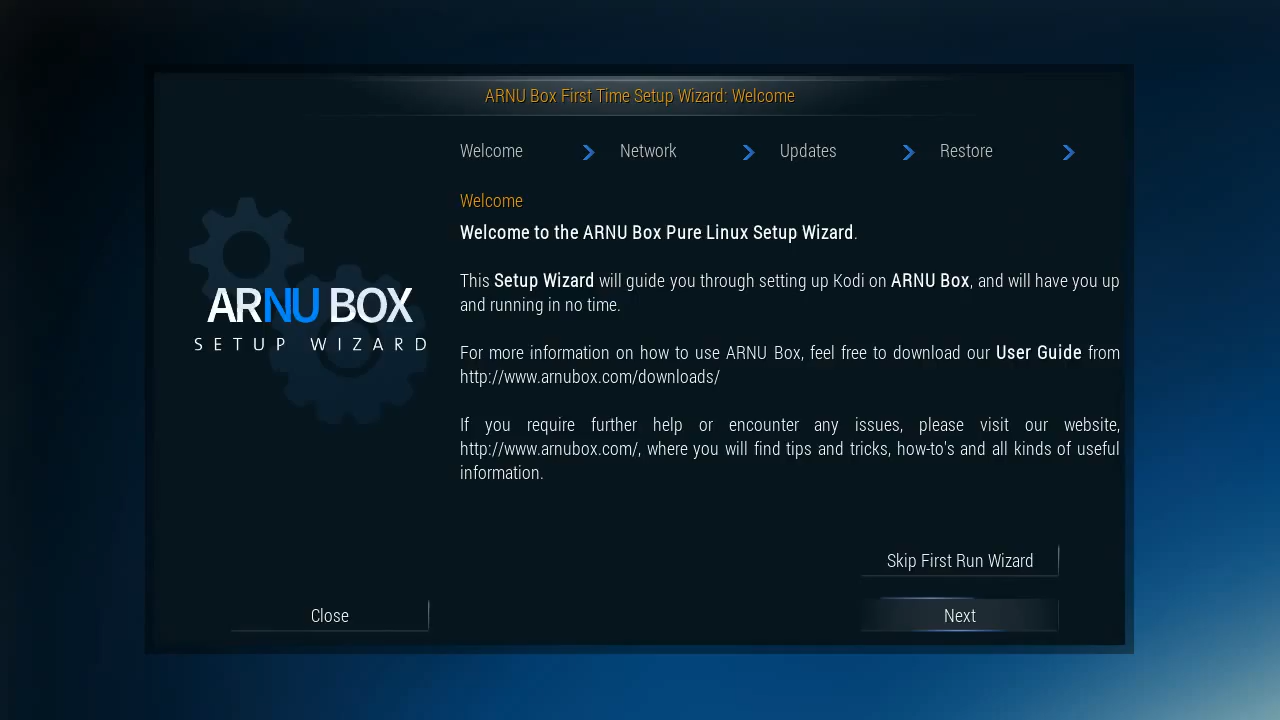 ARNU Box First Time Setup Wizard: Welcome
Welcome
Network
Updates
Restore
ARNU BOX
SETUP WIZARD
Welcome
Welcome to the ARNU Box Pure Linux Setup Wizard.
This Setup Wizard will guide you through setting up Kodi on ARNU Box, and will have you up
and running in no time.
For more information on how to use ARNU Box, feel free to download our User Guide from
http://www.arnubox.com/downloads/
If you require further help or encounter any issues, please visit our website,
http://www.arnubox.com/, where you will find tips and tricks, how-to's and all kinds of useful
information.
Skip First Run Wizard
Close
Next